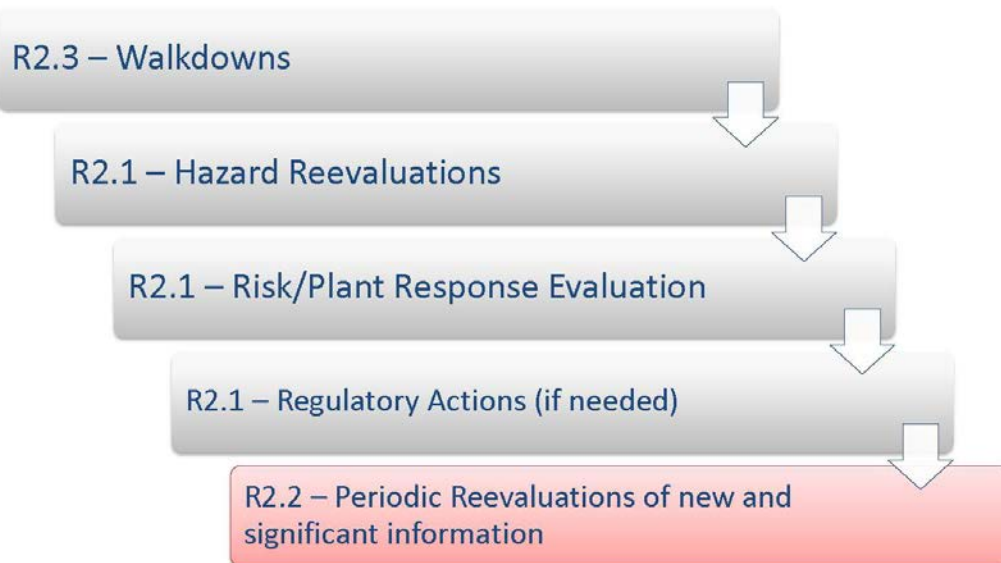 R2.3 – Walkdowns
R2.1 – Hazard Reevaluations
R2.1 – Risk/Plant Response Evaluation
R2.1 – Regulatory Actions (if needed)
R2.2 – Periodic Reevaluations of new and
significant information